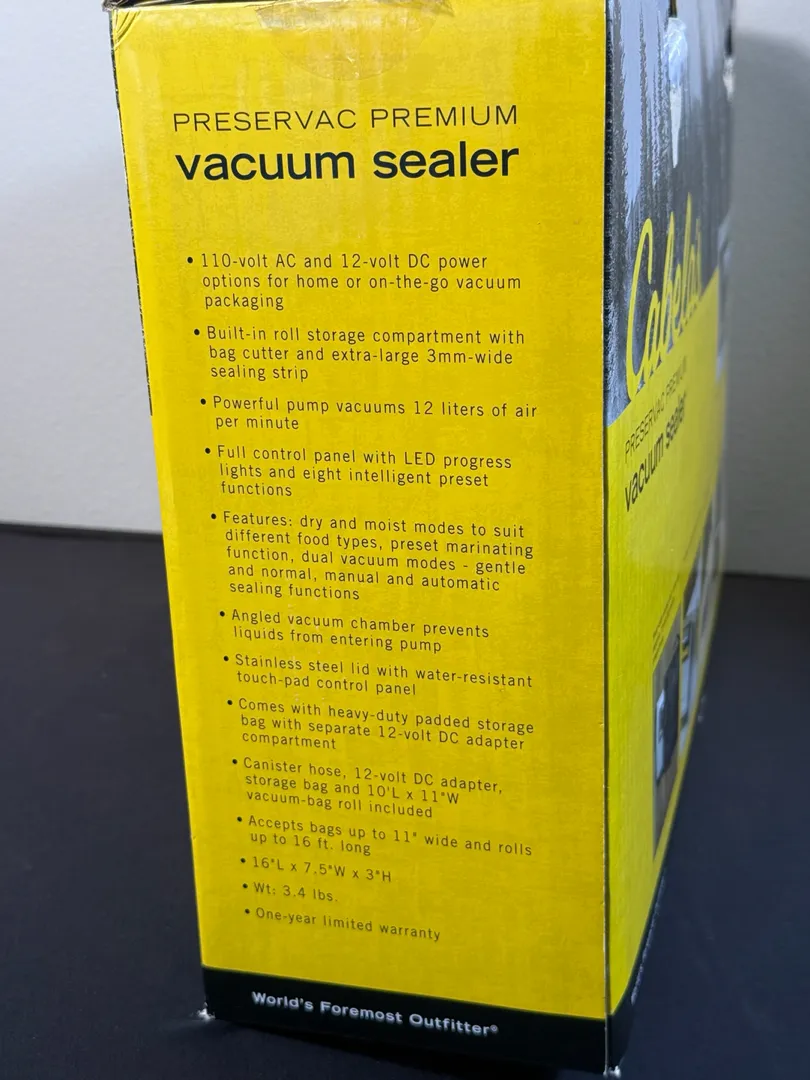 PRESERVAC PREMIUM
vacuum sealer
• 110-volt AC and 12-volt DC power
options for home or on-the-go vacuum
packaging
• Built-in roll storage compartment with
bag cutter and extra-large 3mm-wide
sealing strip
• Powerful pump vacuums 12 liters of air
per minute
• Full control panel with LED progress
lights and eight intelligent preset
functions
• Features: dry and moist modes to suit
different food types, preset marinating
function, dual vacuum modes - gentle
and normal, manual and automatic
sealing functions
• Angled vacuum chamber prevents
liquids from entering pump
• Stainless steel lid with water-resistant
touch-pad control panel
• Comes with heavy-duty padded storage
bag with separate 12-volt DC adapter
compartment
• Canister hose, 12-volt DC adapter,
storage bag and 10'L x 11"W
vacuum-bag roll included
• Accepts bags up to 11" wide and rolls
up to 16 ft. long
• 16"L x 7.5"W x 3"H
• Wt: 3.4 lbs.
• One-year limited warranty
World's Foremost Outfitter®
Cabela's
PRESERVAC PREMIUM
vacuum sealer